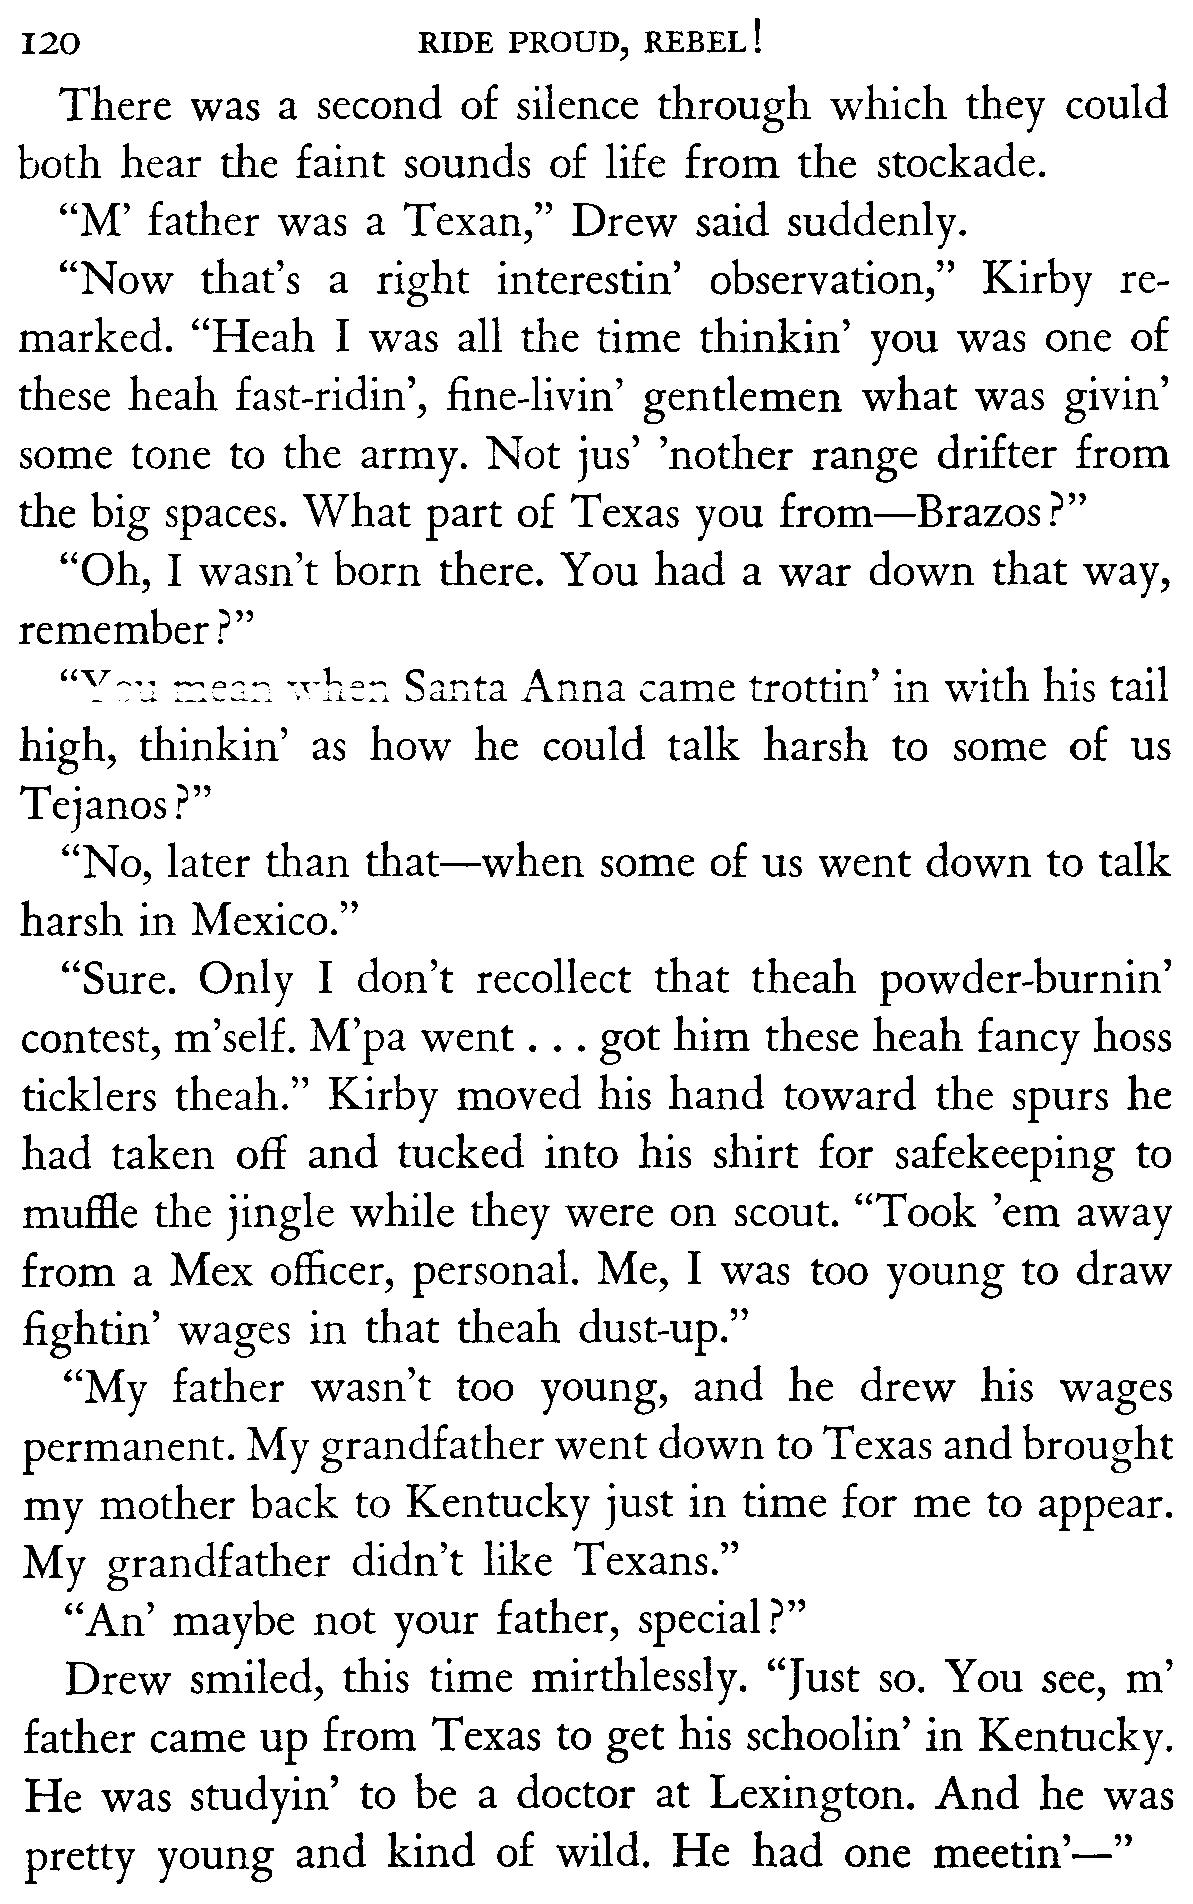 120 RIDE PROUD, REBEL!
There was a second of silence through which they could
both hear the faint sounds of life from the stockade.
“M’ father was a Texan,” Drew said suddenly.
“Now that’s a right interestin’ observation,” Kirby re-
marked. “Heah I was all the time thinkin’ you was one of
these heah fast-ridin’, fine-livin’ gentlemen what was givin’
some tone to the army. Not jus’ ’nother range drifter from
the big spaces. What part of Texas you from—Brazos?”
“Oh, I wasn’t born there. You had a war down that way,
remember?”
“You mean when Santa Anna came trottin’ in with his tail
high, thinkin’ as how he could talk harsh to some of us
Tejanos?”
“No, later than that—when some of us went down to talk
harsh in Mexico.”
“Sure. Only I don’t recollect that theah powder-burnin’
contest, m’self. M’pa went . . . got him these heah fancy hoss
ticklers theah.” Kirby moved his hand toward the spurs he
had taken off and tucked into his shirt for safekeeping to
muffle the jingle while they were on scout. “Took ’em away
from a Mex officer, personal. Me, I was too young to draw
fightin’ wages in that theah dust-up.”
“My father wasn’t too young, and he drew his wages
permanent. My grandfather went down to Texas and brought
my mother back to Kentucky just in time for me to appear.
My grandfather didn’t like Texans.”
“An’ maybe not your father, special?”
Drew smiled, this time mirthlessly. “Just so. You see, m’
father came up from Texas to get his schoolin’ in Kentucky.
He was studyin’ to be a doctor at Lexington. And he was
pretty young and kind of wild. He had one meetin’—”